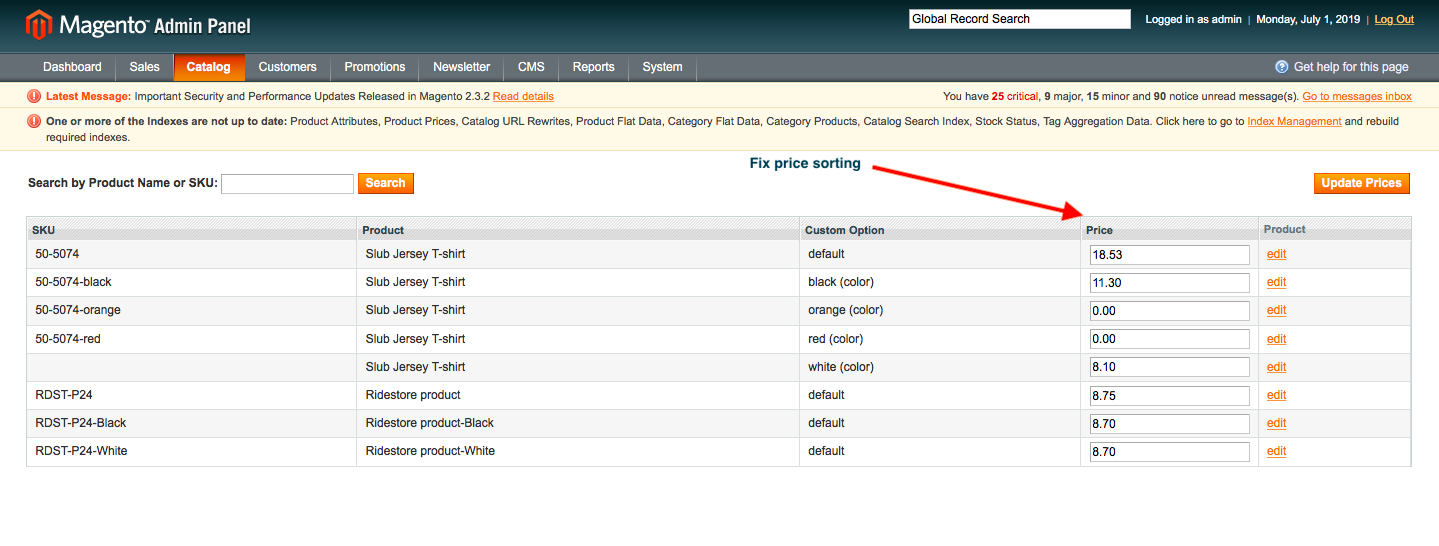 Magento™ Admin Panel
Global Record Search
Logged in as admin | Monday, July 1, 2019 | Log Out
Dashboard Sales Catalog Customers Promotions Newsletter CMS Reports System Get help for this page
Latest Message: Important Security and Performance Updates Released in Magento 2.3.2 Read details You have 25 critical, 9 major, 15 minor and 90 notice unread message(s). Go to messages inbox
One or more of the Indexes are not up to date: Product Attributes, Product Prices, Catalog URL Rewrites, Product Flat Data, Category Flat Data, Category Products, Catalog Search Index, Stock Status, Tag Aggregation Data. Click here to go to Index Management and rebuild
required indexes.
Fix price sorting
Search by Product Name or SKU: Search Update Prices
SKU Product Custom Option Price Product
50-5074 Slub Jersey T-shirt default 18.53 edit
50-5074-black Slub Jersey T-shirt black (color) 11.30 edit
50-5074-orange Slub Jersey T-shirt orange (color) 0.00 edit
50-5074-red Slub Jersey T-shirt red (color) 0.00 edit
Slub Jersey T-shirt white (color) 8.10 edit
RDST-P24 Ridestore product default 8.75 edit
RDST-P24-Black Ridestore product-Black default 8.70 edit
RDST-P24-White Ridestore product-White default 8.70 edit